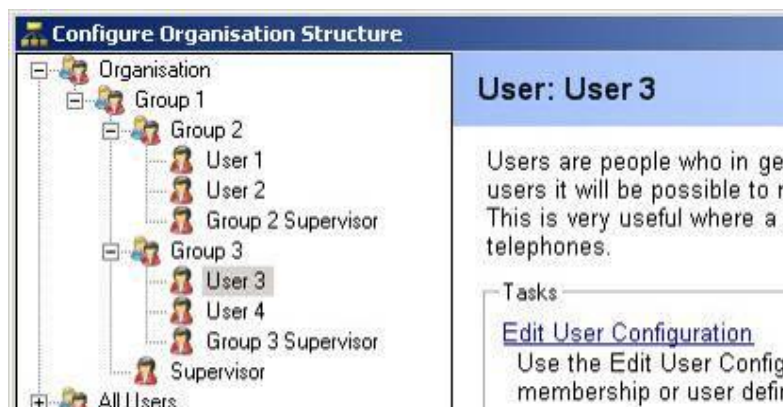 Configure Organisation Structure
Organisation
Group 1
Group 2
User 1
User 2
Group 2 Supervisor
Group 3
User 3
User 4
Group 3 Supervisor
Supervisor
All Users
User: User 3
Users are people who in ge
users it will be possible to
This is very useful where a
telephones.
Tasks
Edit User Configuration
Use the Edit User Config
membership or user defi